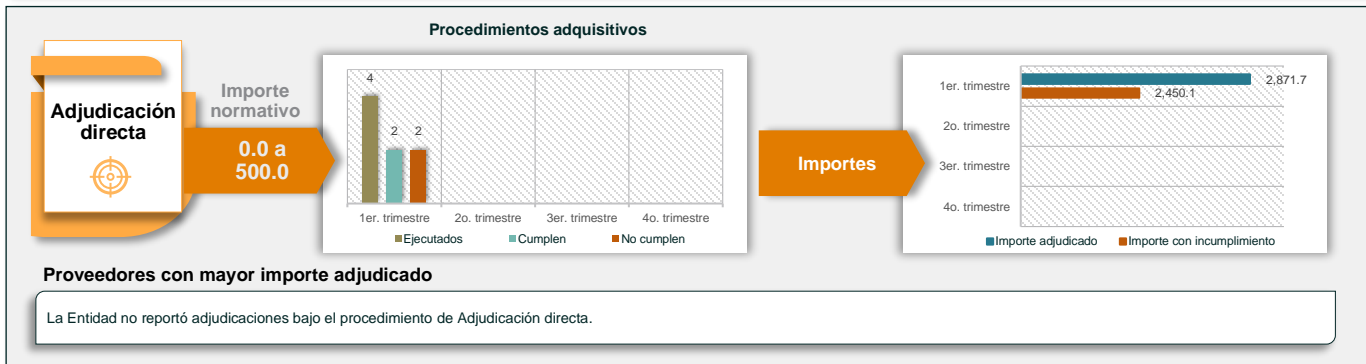 Procedimientos adquisitivos
Adjudicación
directa
Importe
normativo
0.0 a
500.0
4
2
2
1er. trimestre
2o. trimestre
3er. trimestre
4o. trimestre
Ejecutados
Cumplen
No cumplen
Importes
1er. trimestre
2,871.7
2,450.1
2o. trimestre
3er. trimestre
4o. trimestre
Importe adjudicado
Importe con incumplimiento
Proveedores con mayor importe adjudicado
La Entidad no reportó adjudicaciones bajo el procedimiento de Adjudicación directa.